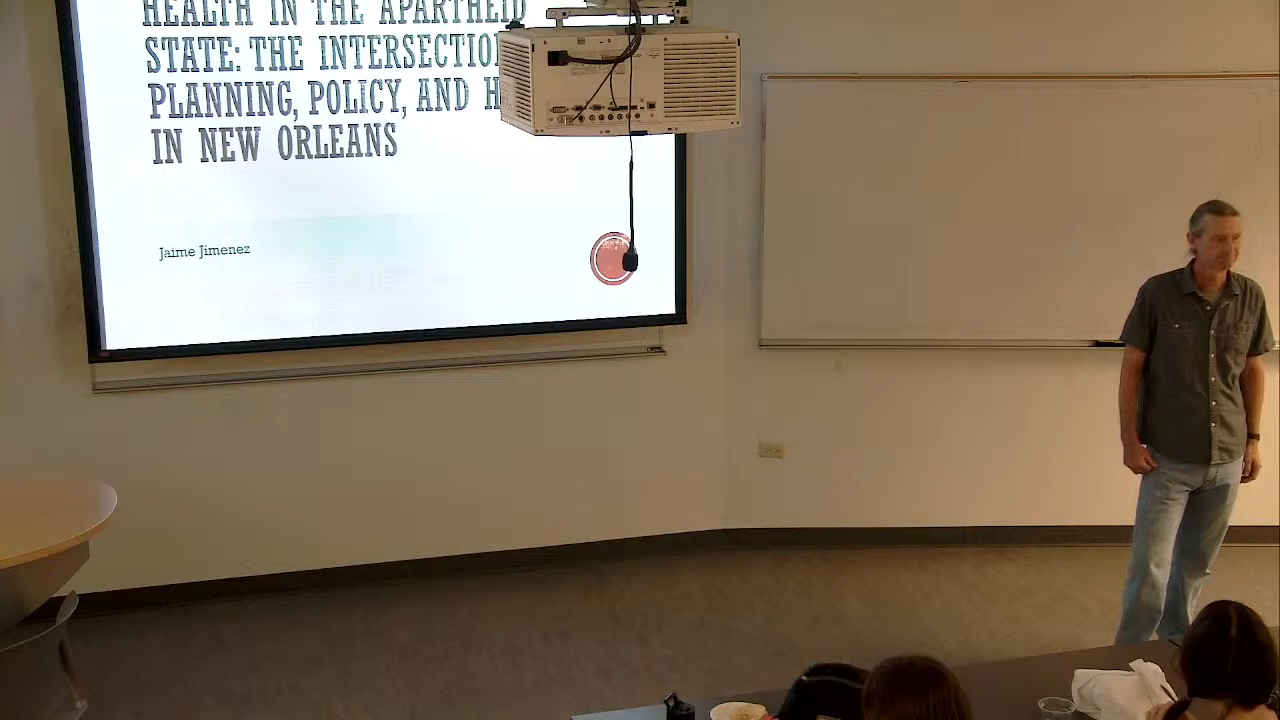 HEALTH IN THE APARTHEID
STATE: THE INTERSECTIO
PLANNING, POLICY, AND H
IN NEW ORLEANS
Jaime Jimenez